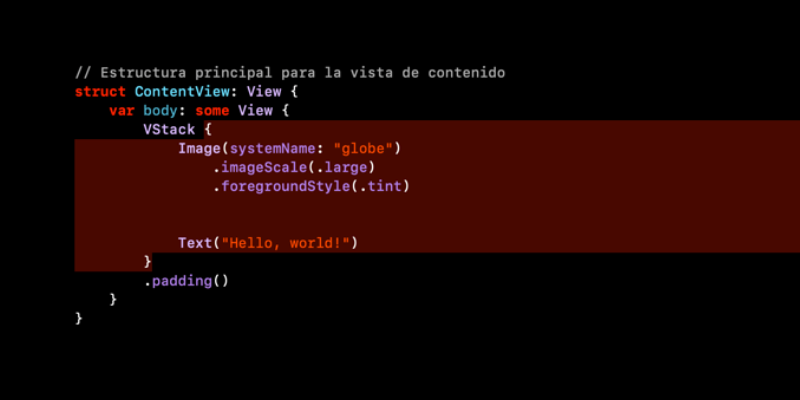 // Estructura principal para la vista de contenido
struct ContentView: View {
    var body: some View {
        VStack {
            Image(systemName: "globe")
                .imageScale(.large)
                .foregroundStyle(.tint)
            Text("Hello, world!")
        }
        .padding()
    }
}